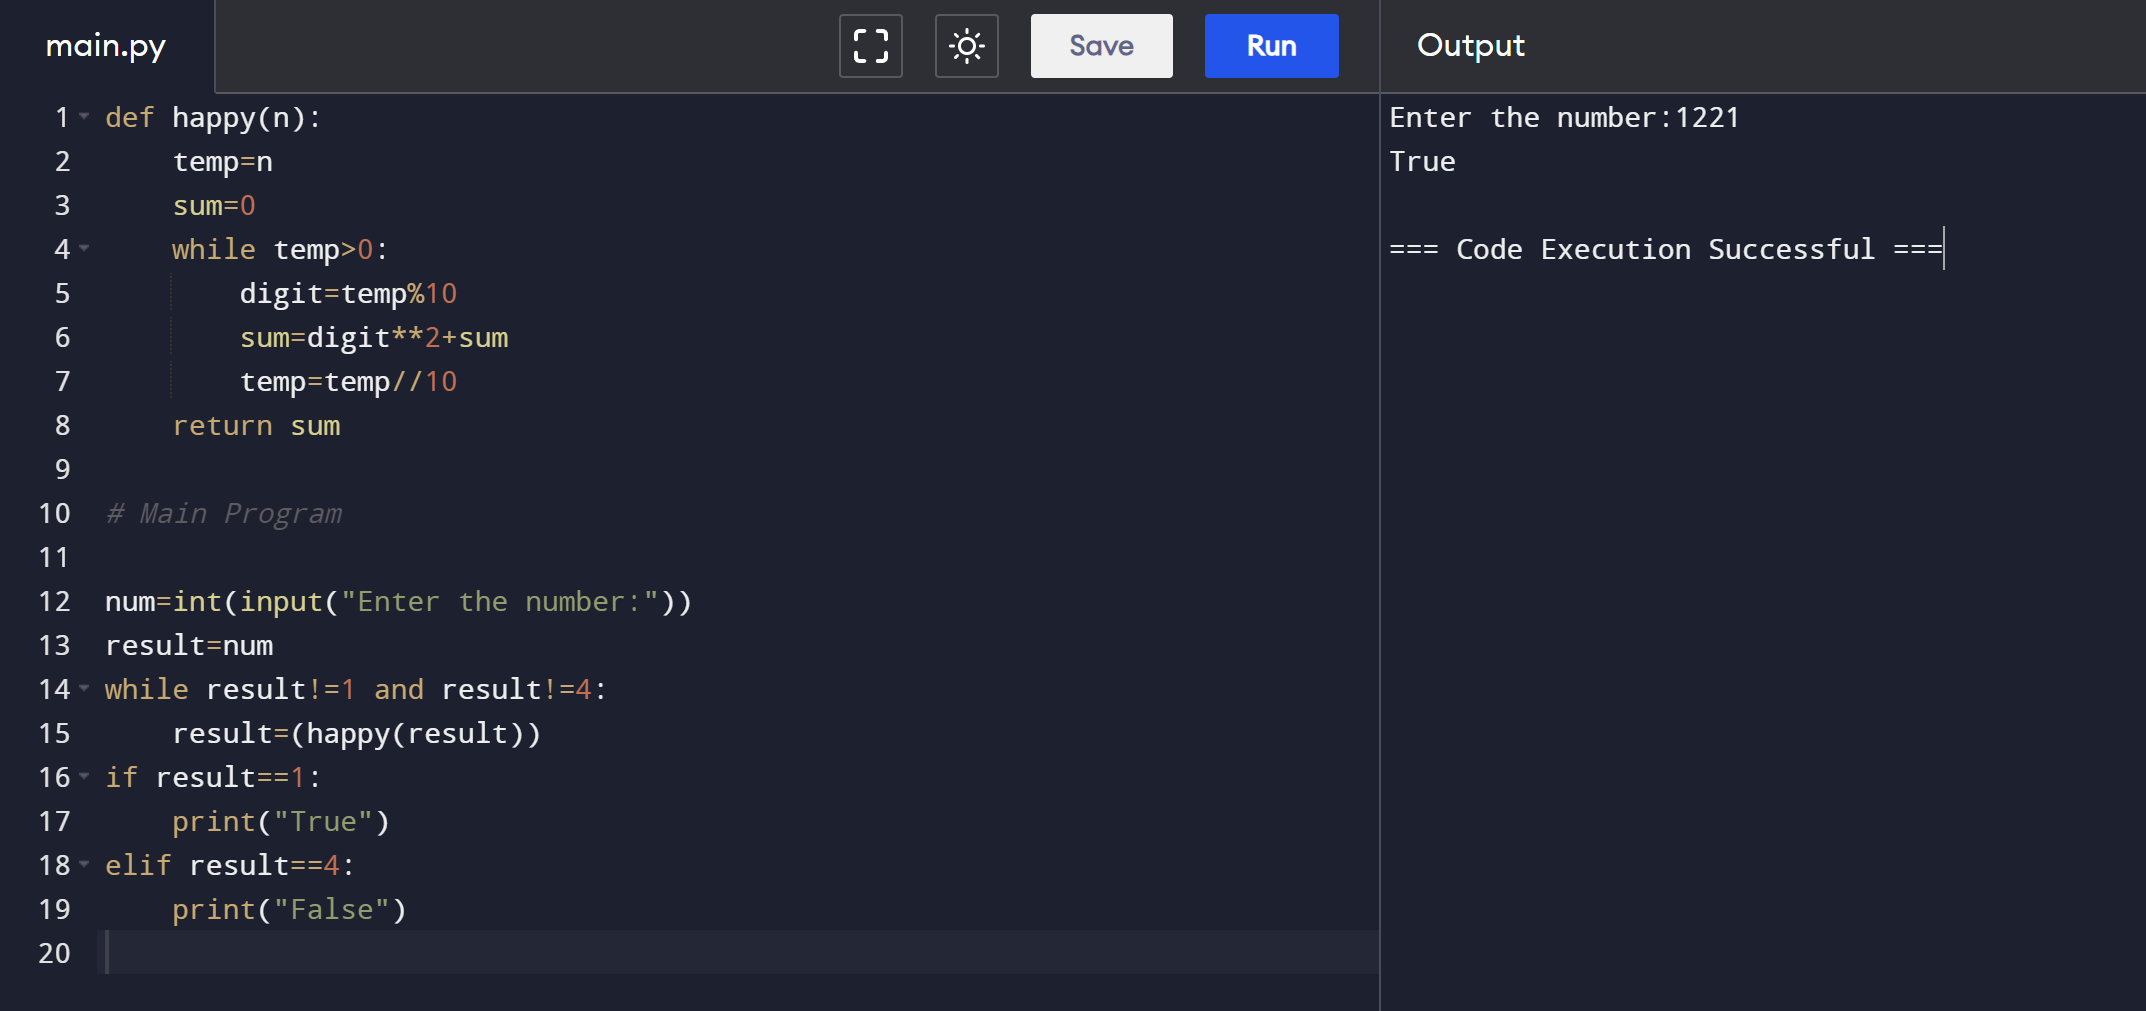 main.py
Save
Run
Output
1 def happy(n):
2     temp=n
3     sum=0
4     while temp>0:
5         digit=temp%10
6         sum=digit**2+sum
7         temp=temp//10
8     return sum
9
10 # Main Program
11
12 num=int(input("Enter the number:"))
13 result=num
14 while result!=1 and result!=4:
15     result=(happy(result))
16 if result==1:
17     print("True")
18 elif result==4:
19     print("False")
20
Enter the number:1221
True
=== Code Execution Successful ===